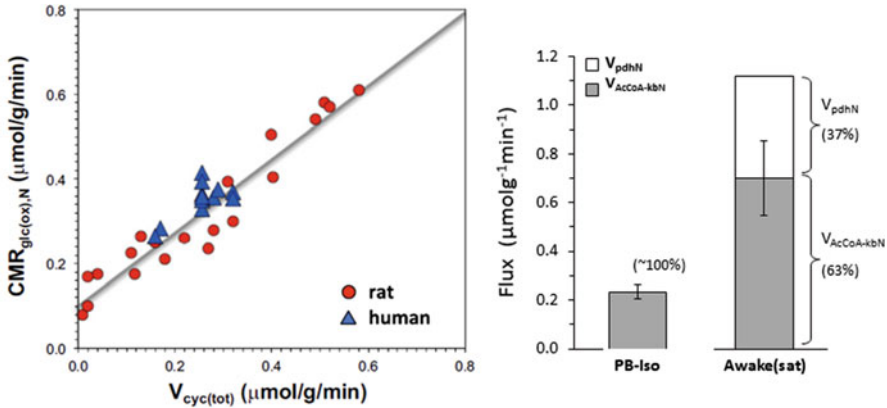 0.8
0.6
0.4
0.2
0.0
CMRglc(ox),N (μmol/g/min)
0.0 0.2 0.4 0.6 0.8
Vcyc(tot) (μmol/g/min)
rat
human
1.2
1.0
0.8
0.6
0.4
0.2
0.0
Flux (μmolg⁻¹min⁻¹)
VpdhN
VAcCoA-kbN
(~100%)
VpdhN
(37%)
VAcCoA-kbN
(63%)
PB-Iso Awake(sat)